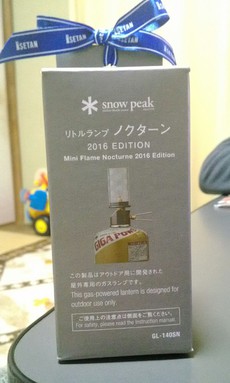 ISETAN ISETAN
snow peak
リトルランプ ノクターン
2016 EDITION
Mini Flame Nocturne 2016 Edition
GIGA POWER
この製品はアウトドア用に開発された
屋外専用のガスランプです。
This gas-powered lantern is designed for
outdoor use only.
ご使用上の注意点は側面をご覧ください。
For safety, please read the instruction manual.
GL-140SN